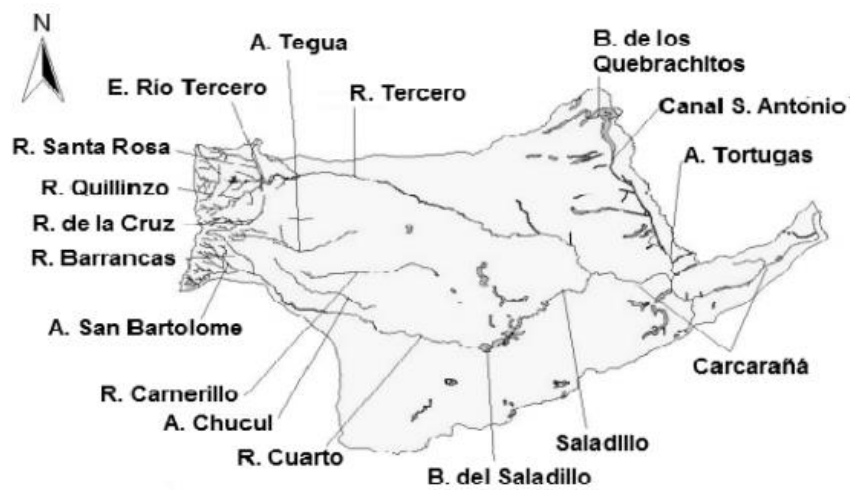 N
A. Tegua
B. de los
Quebrachitos
E. Río Tercero
R. Tercero
Canal S. Antonio
R. Santa Rosa
A. Tortugas
R. Quillinzo
R. de la Cruz
R. Barrancas
A. San Bartolome
Carcarañá
R. Carnerillo
A. Chucul
Saladillo
R. Cuarto
B. del Saladillo